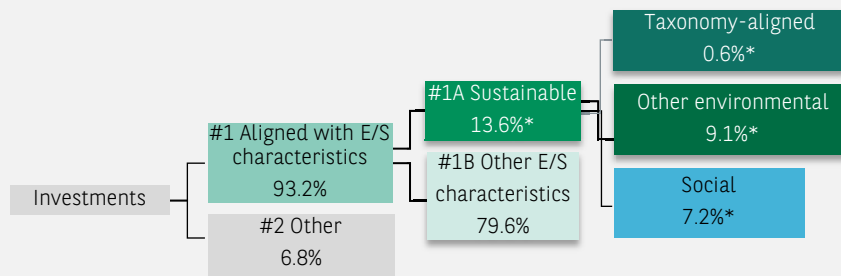 Investments
#1 Aligned with E/S
characteristics
93.2%
#2 Other
6.8%
#1A Sustainable
13.6%*
#1B Other E/S
characteristics
79.6%
Taxonomy-aligned
0.6%*
Other environmental
9.1%*
Social
7.2%*